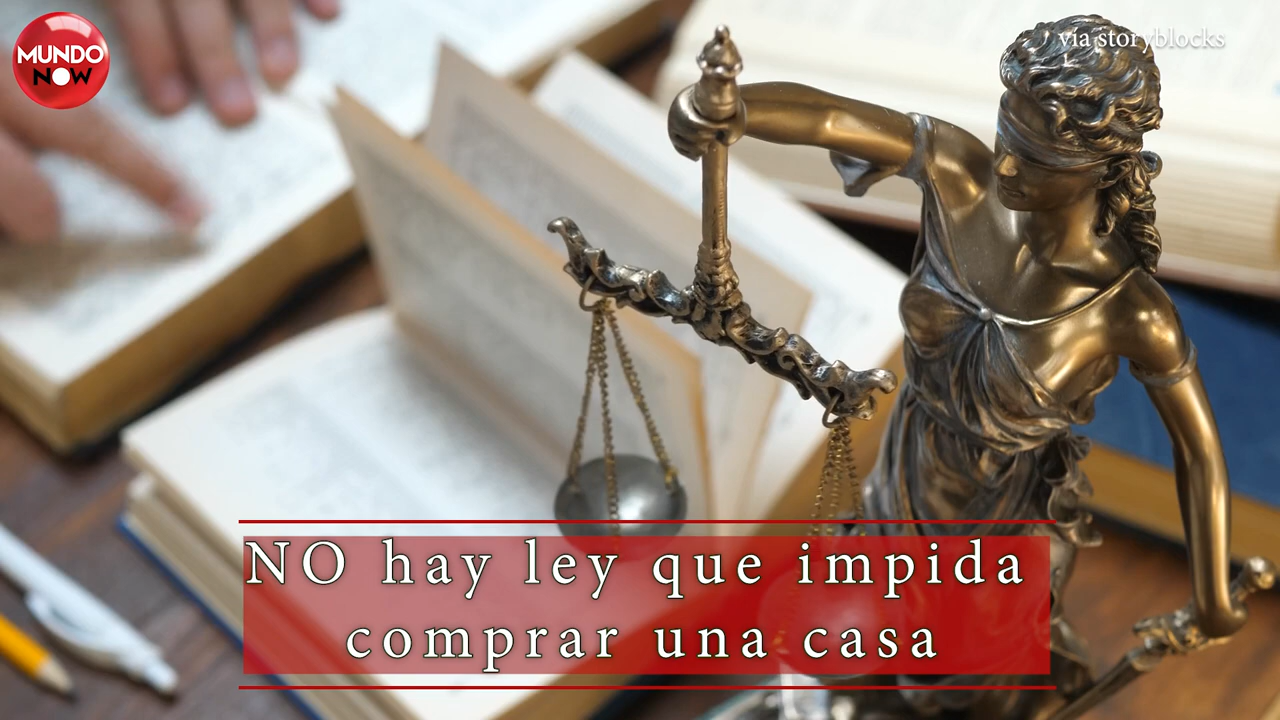 MUNDO
NOW
via storyblocks
NO hay ley que impida
comprar una casa